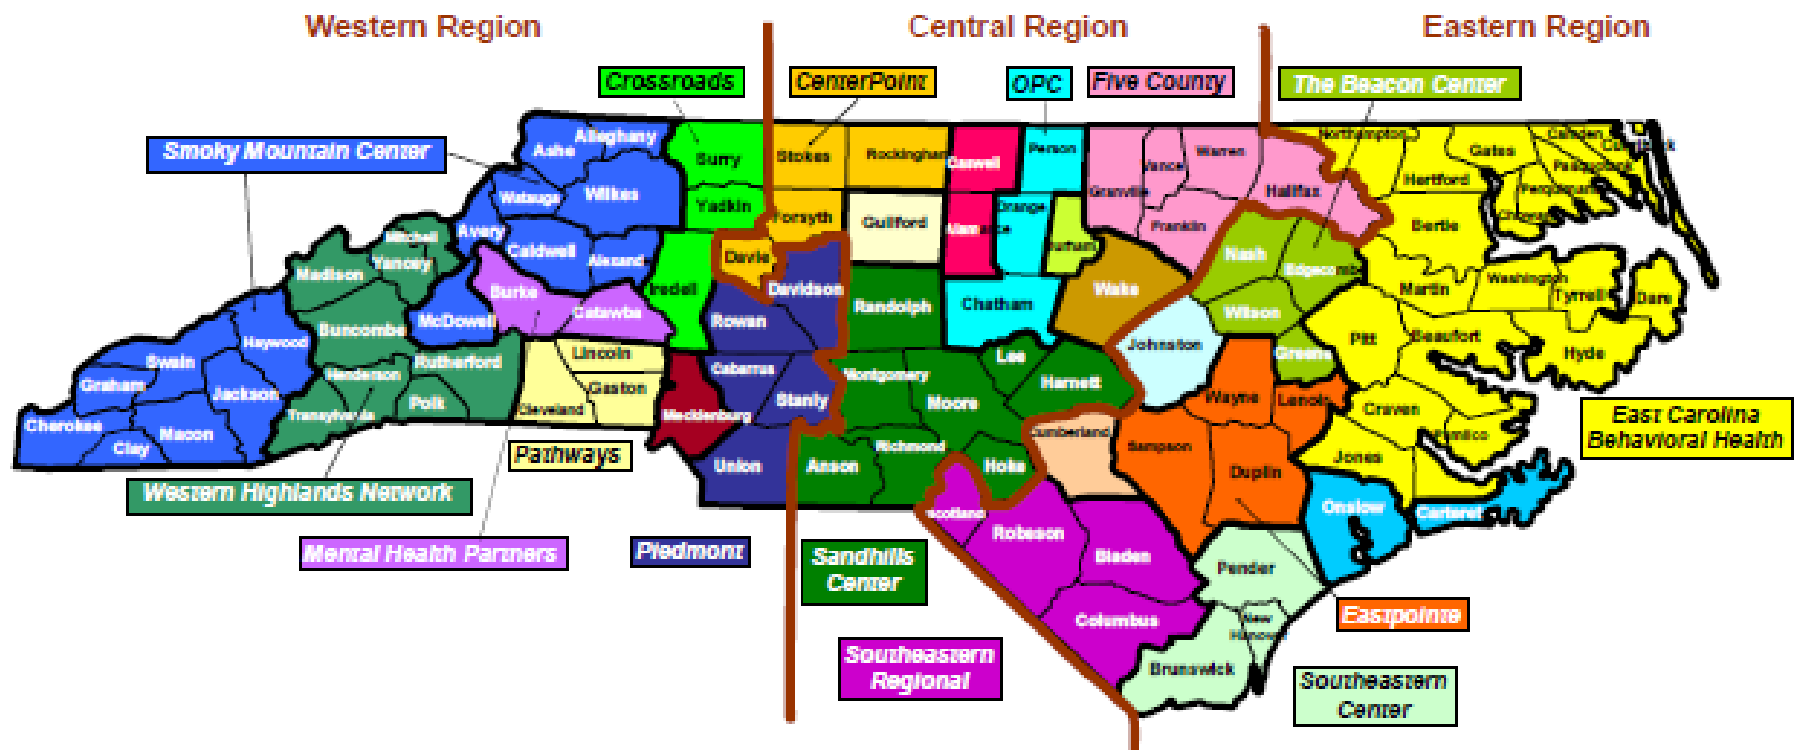 Western Region
Central Region
Eastern Region
Crossroads
CenterPoint
OPC
Five County
The Beacon Center
Smoky Mountain Center
Alleghany
Ashe
Surry
Stokes
Rockingham
Caswell
Person
Vance
Warren
Northampton
Gates
Camden
Watauga
Wilkes
Yadkin
Forsyth
Guilford
Alamance
Orange
Durham
Granville
Franklin
Halifax
Hertford
Bertie
Mitchell
Avery
Caldwell
Alexand
Iredell
Davie
Davidson
Randolph
Chatham
Wake
Nash
Edgecomb
Madison
Yancey
Burke
Catawba
Rowan
Wilson
Martin
Washington
Tyrrell
Dare
Buncombe
McDowell
Haywood
Swain
Rutherford
Lincoln
Cabarrus
Montgomery
Lee
Johnston
Greene
Pitt
Beaufort
Hyde
Graham
Jackson
Henderson
Polk
Gaston
Cleveland
Mecklenburg
Stanly
Moore
Harnett
Wayne
Lenoir
Craven
Pamlico
Cherokee
Macon
Clay
Transylvania
Union
Anson
Richmond
Hoke
Cumberland
Sampson
Duplin
Jones
Onslow
Carteret
East Carolina
Behavioral Health
Pathways
Western Highlands Network
Scotland
Robeson
Bladen
Pender
Mental Health Partners
Piedmont
Sandhills
Center
Columbus
New
Hanover
Brunswick
Eastpointe
Southeastern
Regional
Southeastern
Center